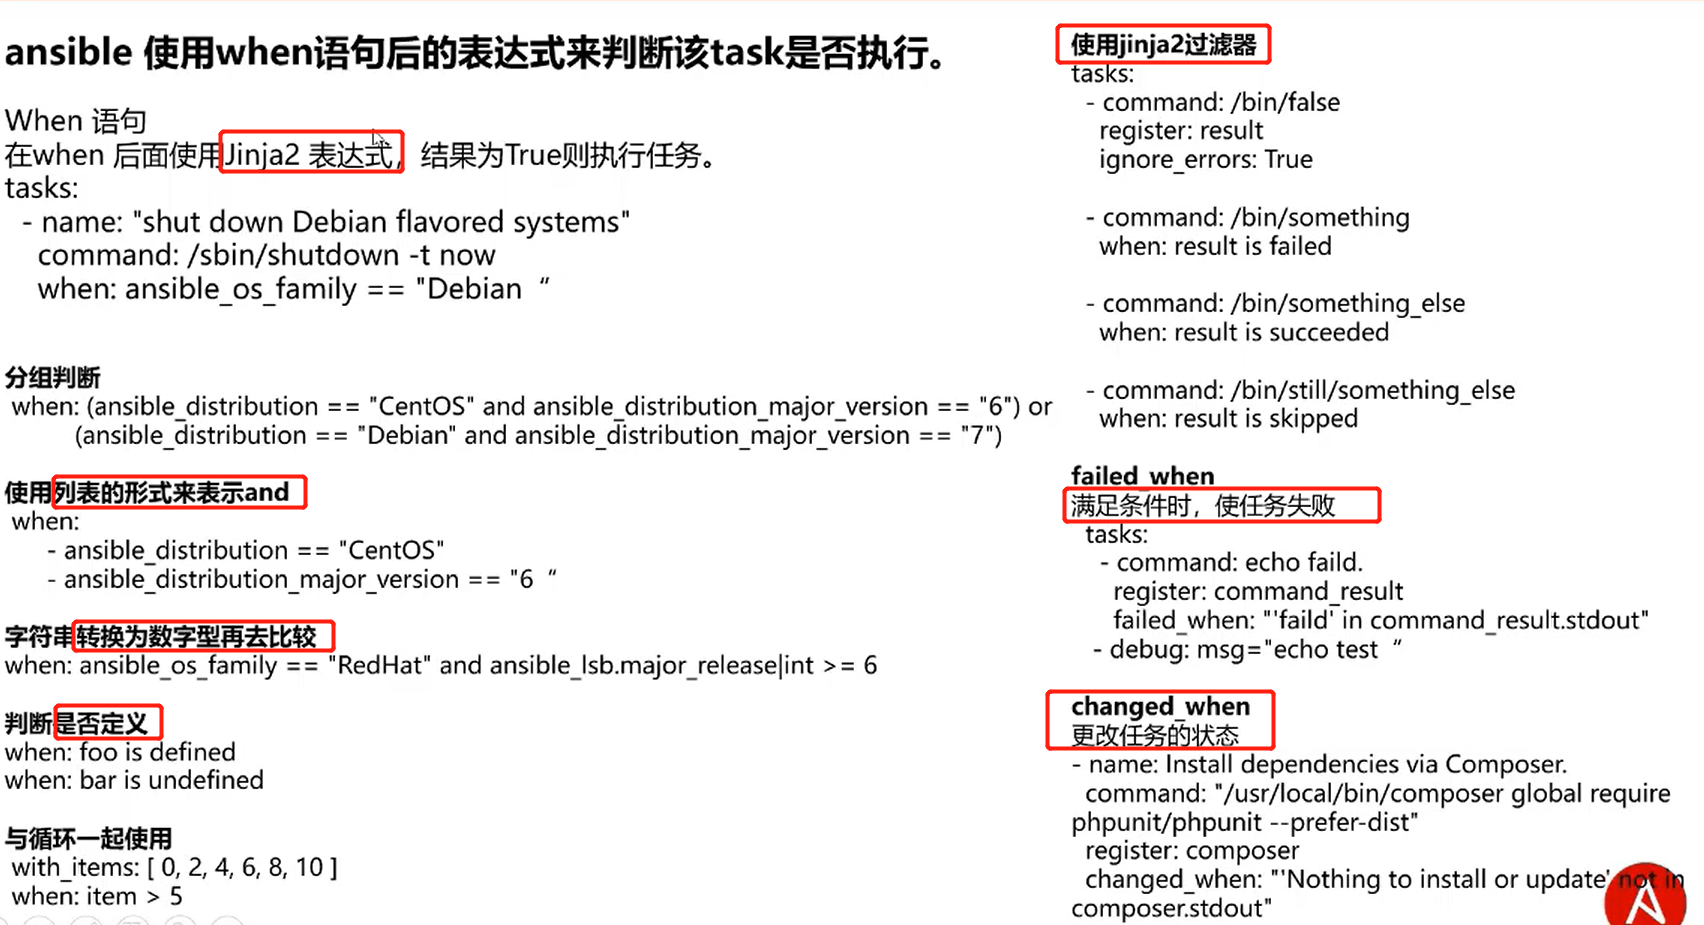 ansible 使用when语句后的表达式来判断该task是否执行。
When 语句
在when 后面使用Jinja2 表达式，结果为True则执行任务。
tasks:
- name: "shut down Debian flavored systems"
command: /sbin/shutdown -t now
when: ansible_os_family == "Debian “
分组判断
when: (ansible_distribution == "CentOS" and ansible_distribution_major_version == "6") or
(ansible_distribution == "Debian" and ansible_distribution_major_version == "7")
使用列表的形式来表示and
when:
- ansible_distribution == "CentOS"
- ansible_distribution_major_version == "6 “
字符串转换为数字型再去比较
when: ansible_os_family == "RedHat" and ansible_lsb.major_release|int >= 6
判断是否定义
when: foo is defined
when: bar is undefined
与循环一起使用
with_items: [ 0, 2, 4, 6, 8, 10 ]
when: item > 5
使用jinja2过滤器
tasks:
- command: /bin/false
register: result
ignore_errors: True
- command: /bin/something
when: result is failed
- command: /bin/something_else
when: result is succeeded
- command: /bin/still/something_else
when: result is skipped
failed_when
满足条件时，使任务失败
tasks:
- command: echo faild.
register: command_result
failed_when: "'faild' in command_result.stdout"
- debug: msg="echo test “
changed_when
更改任务的状态
- name: Install dependencies via Composer.
command: "/usr/local/bin/composer global require
phpunit/phpunit --prefer-dist"
register: composer
changed_when: "'Nothing to install or update' not in
composer.stdout"